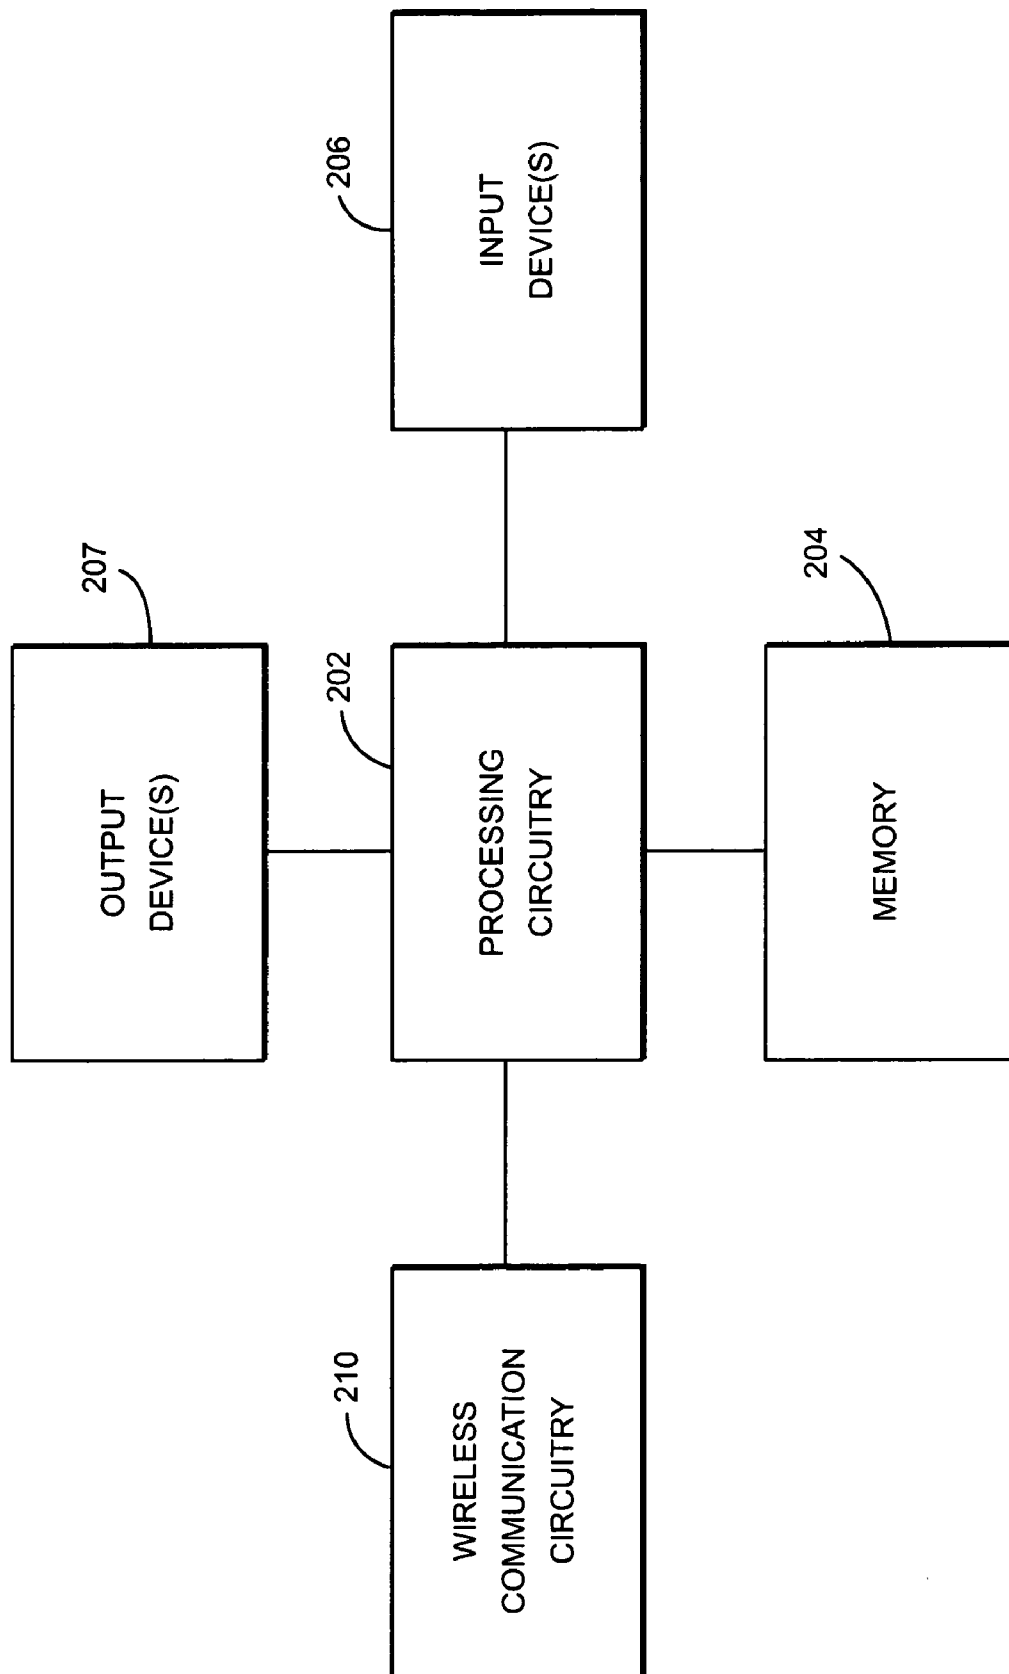 207
OUTPUT
DEVICE(S)
210
WIRELESS
COMMUNICATION
CIRCUITRY
202
PROCESSING
CIRCUITRY
206
INPUT
DEVICE(S)
204
MEMORY